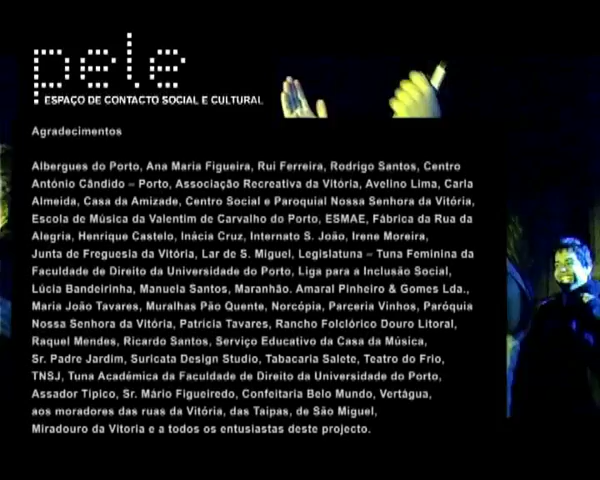 pele
ESPAÇO DE CONTACTO SOCIAL E CULTURAL
Agradecimentos
Albergues do Porto, Ana Maria Figueira, Rui Ferreira, Rodrigo Santos, Centro
António Cândido – Porto, Associação Recreativa da Vitória, Avelino Lima, Carla
Almeida, Casa da Amizade, Centro Social e Paroquial Nossa Senhora da Vitória,
Escola de Música da Valentim de Carvalho do Porto, ESMAE, Fábrica da Rua da
Alegria, Henrique Castelo, Inácia Cruz, Internato S. João, Irene Moreira,
Junta de Freguesia da Vitória, Lar de S. Miguel, Legislatuna – Tuna Feminina da
Faculdade de Direito da Universidade do Porto, Liga para a Inclusão Social,
Lúcia Bandeirinha, Manuela Santos, Maranhão. Amaral Pinheiro & Gomes Lda.,
Maria João Tavares, Muralhas Pão Quente, Norcópia, Parceria Vinhos, Paróquia
Nossa Senhora da Vitória, Patrícia Tavares, Rancho Folclórico Douro Litoral,
Raquel Mendes, Ricardo Santos, Serviço Educativo da Casa da Música,
Sr. Padre Jardim, Suricata Design Studio, Tabacaria Salete, Teatro do Frio,
TNSJ, Tuna Académica da Faculdade de Direito da Universidade do Porto,
Assador Típico, Sr. Mário Figueiredo, Confeitaria Belo Mundo, Vertágua,
aos moradores das ruas da Vitória, das Taipas, de São Miguel,
Miradouro da Vitoria e a todos os entusiastas deste projecto.